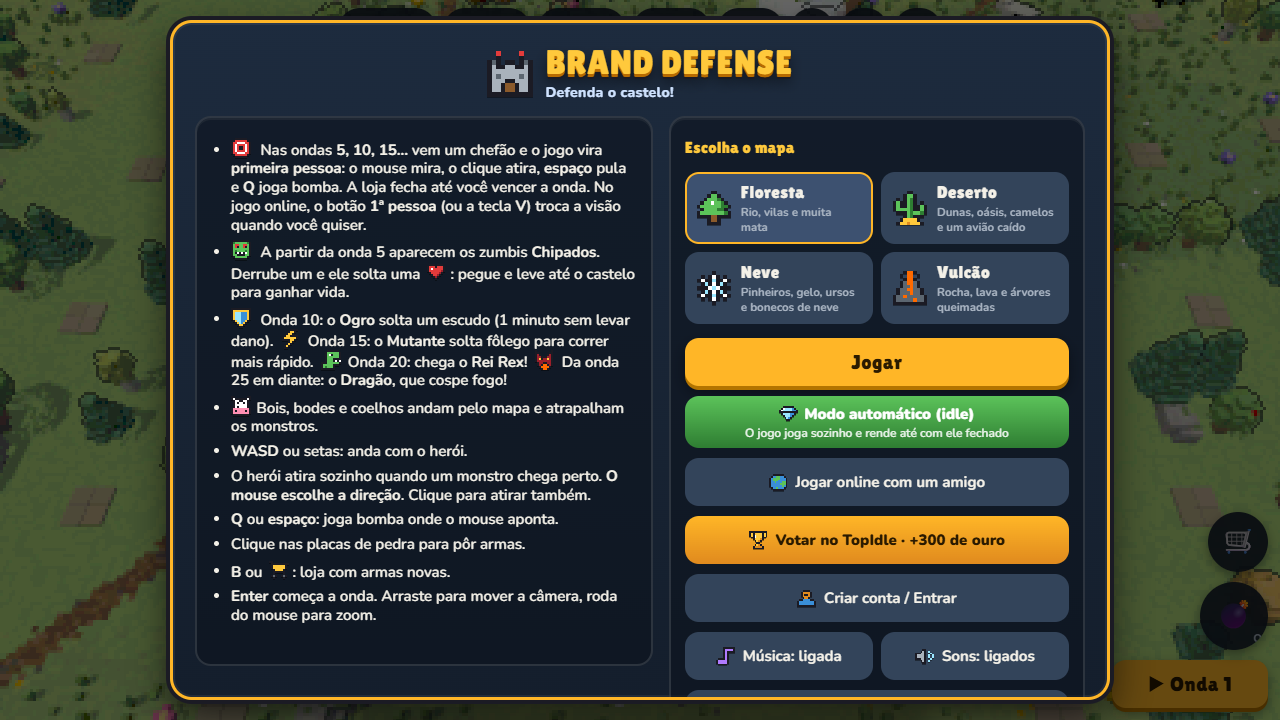 BRAND DEFENSE
Defenda o castelo!
Nas ondas 5, 10, 15... vem um chefão e o jogo vira
primeira pessoa: o mouse mira, o clique atira, espaço pula
e Q joga bomba. A loja fecha até você vencer a onda. No
jogo online, o botão 1ª pessoa (ou a tecla V) troca a visão
quando você quiser.
A partir da onda 5 aparecem os zumbis Chipados.
Derrube um e ele solta uma : pegue e leve até o castelo
para ganhar vida.
Onda 10: o Ogro solta um escudo (1 minuto sem levar
dano). Onda 15: o Mutante solta fôlego para correr
mais rápido. Onda 20: chega o Rei Rex! Da onda
25 em diante: o Dragão, que cospe fogo!
Bois, bodes e coelhos andam pelo mapa e atrapalham
os monstros.
WASD ou setas: anda com o herói.
O herói atira sozinho quando um monstro chega perto. O
mouse escolhe a direção. Clique para atirar também.
Q ou espaço: joga bomba onde o mouse aponta.
Clique nas placas de pedra para pôr armas.
B ou : loja com armas novas.
Enter começa a onda. Arraste para mover a câmera, roda
do mouse para zoom.
Escolha o mapa
Floresta
Rio, vilas e muita
mata
Deserto
Dunas, oásis, camelos
e um avião caído
Neve
Pinheiros, gelo, ursos
e bonecos de neve
Vulcão
Rocha, lava e árvores
queimadas
Jogar
Modo automático (idle)
O jogo joga sozinho e rende até com ele fechado
Jogar online com um amigo
Votar no TopIdle · +300 de ouro
Criar conta / Entrar
Música: ligada
Sons: ligados
Onda 1